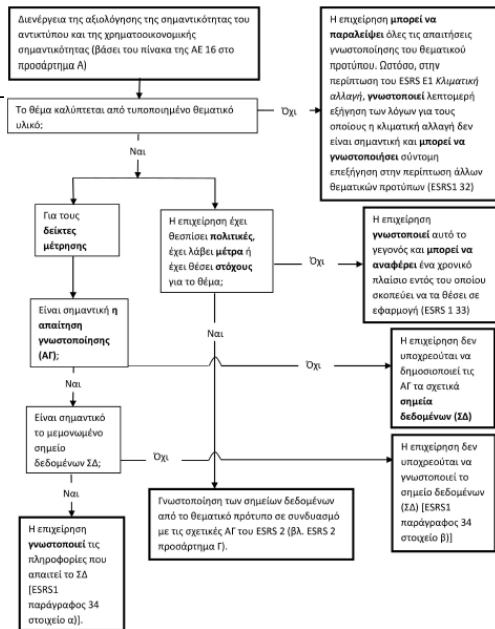 Διενέργεια της αξιολόγησης της σημαντικότητας του
αντικτύπου και της χρηματοοικονομικής
σημαντικότητας (βάσει του πίνακα της ΑΕ 16 στο
προσάρτημα Α)
Η επιχείρηση μπορεί να
παραλείψει όλες τις απαιτήσεις
γνωστοποίησης του θεματικού
προτύπου. Ωστόσο, στην
περίπτωση του ESRS E1 Κλιματική
αλλαγή, γνωστοποιεί λεπτομερή
εξήγηση των λόγων για τους
οποίους η κλιματική αλλαγή δεν
είναι σημαντική και μπορεί να
γνωστοποιήσει σύντομη
επεξήγηση στην περίπτωση άλλων
θεματικών προτύπων (ESRS1 32)
Το θέμα καλύπτεται από τυποποιημένο θεματικό
υλικό;
Όχι
Ναι
Για τους
δείκτες
μέτρησης
Η επιχείρηση έχει
θεσπίσει πολιτικές,
έχει λάβει μέτρα ή
έχει θέσει στόχους
για το θέμα;
Όχι
Η επιχείρηση
γνωστοποιεί αυτό το
γεγονός και μπορεί να
αναφέρει ένα χρονικό
πλαίσιο εντός του οποίου
σκοπεύει να τα θέσει σε
εφαρμογή (ESRS 1 33)
Είναι σημαντική η
απαίτηση
γνωστοποίησης
(ΑΓ);
Ναι
Όχι
Η επιχείρηση δεν
υποχρεούται να
δημοσιοποιεί τις
ΑΓ τα σχετικά
σημεία
δεδομένων (ΣΔ)
Ναι
Είναι σημαντικό
το μεμονωμένο
σημείο
δεδομένων ΣΔ;
Όχι
Η επιχείρηση δεν
υποχρεούται να
γνωστοποιεί το
σημείο δεδομένων
(ΣΔ) [ESRS1
παράγραφος 34
στοιχείο β)]
Ναι
Γνωστοποίηση των σημείων δεδομένων
από το θεματικό πρότυπο σε συνδυασμό
με τις σχετικές ΑΓ του ESRS 2 (βλ. ESRS 2
προσάρτημα Γ).
Η επιχείρηση
γνωστοποιεί τις
πληροφορίες που
απαιτεί το ΣΔ
[ESRS1
παράγραφος 34
στοιχείο α)].